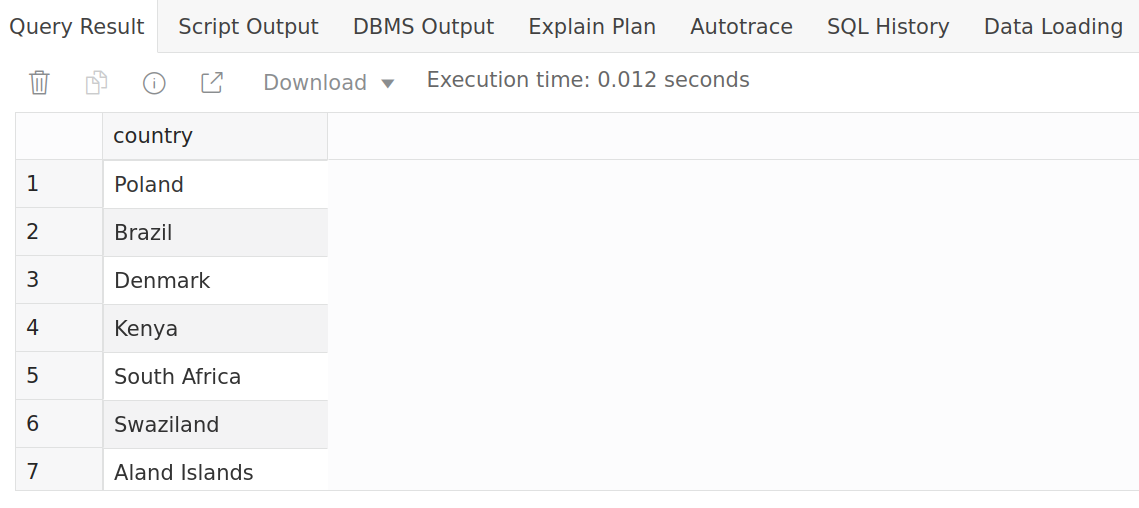 Query Result Script Output DBMS Output Explain Plan Autotrace SQL History Data Loading
Download Execution time: 0.012 seconds
country
1 Poland
2 Brazil
3 Denmark
4 Kenya
5 South Africa
6 Swaziland
7 Aland Islands